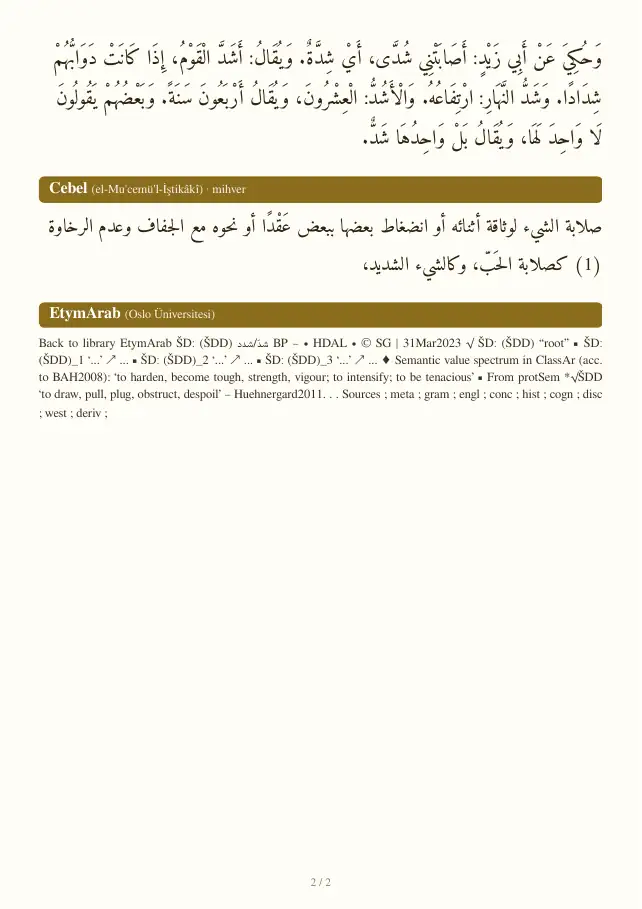 وَحُكِيَ عَنْ أَبِي زَيْدٍ: أَصَابَتْنِي شُدَّى، أَيْ شِدَّةٌ. وَيُقَالُ: أَشَدَّ الْقَوْمُ، إِذَا كَانَتْ دَوَابُّهُمْ
شِدَادًا. وَشَدُّ النَّهَارِ: ارْتِفَاعُهُ. وَالْأَشُدُّ: الْعِشْرُونَ، وَيُقَالُ أَرْبَعُونَ سَنَةً. وَبَعْضُهُمْ يَقُولُونَ
لَا وَاحِدَ لَهَا، وَيُقَالُ بَلْ وَاحِدُهَا شَدٌّ.
Cebel (el-Mu'cemü'l-İştikâkî) · mihver
صلابة الشيء لوثاقة أثنائه أو انضغاط بعضها ببعض عَقْدًا أو نحوه مع الجفاف وعدم الرخاوة
(1) كصلابة الحَبّ، وكالشيء الشديد،
EtymArab (Oslo Üniversitesi)
Back to library EtymArab ŠD: (ŠDD) شدّ/شدد BP – • HDAL • © SG | 31Mar2023 √ ŠD: (ŠDD) “root” ▪ ŠD:
(ŠDD)_1 ‘...’ ↗ ... ▪ ŠD: (ŠDD)_2 ‘...’ ↗ ... ▪ ŠD: (ŠDD)_3 ‘...’ ↗ ... ♦ Semantic value spectrum in ClassAr (acc.
to BAH2008): ‘to harden, become tough, strength, vigour; to intensify; to be tenacious’ ▪ From protSem *√ŠDD
‘to draw, pull, plug, obstruct, despoil’ – Huehnergard2011. . . Sources ; meta ; gram ; engl ; conc ; hist ; cogn ; disc
; west ; deriv ;
2 / 2